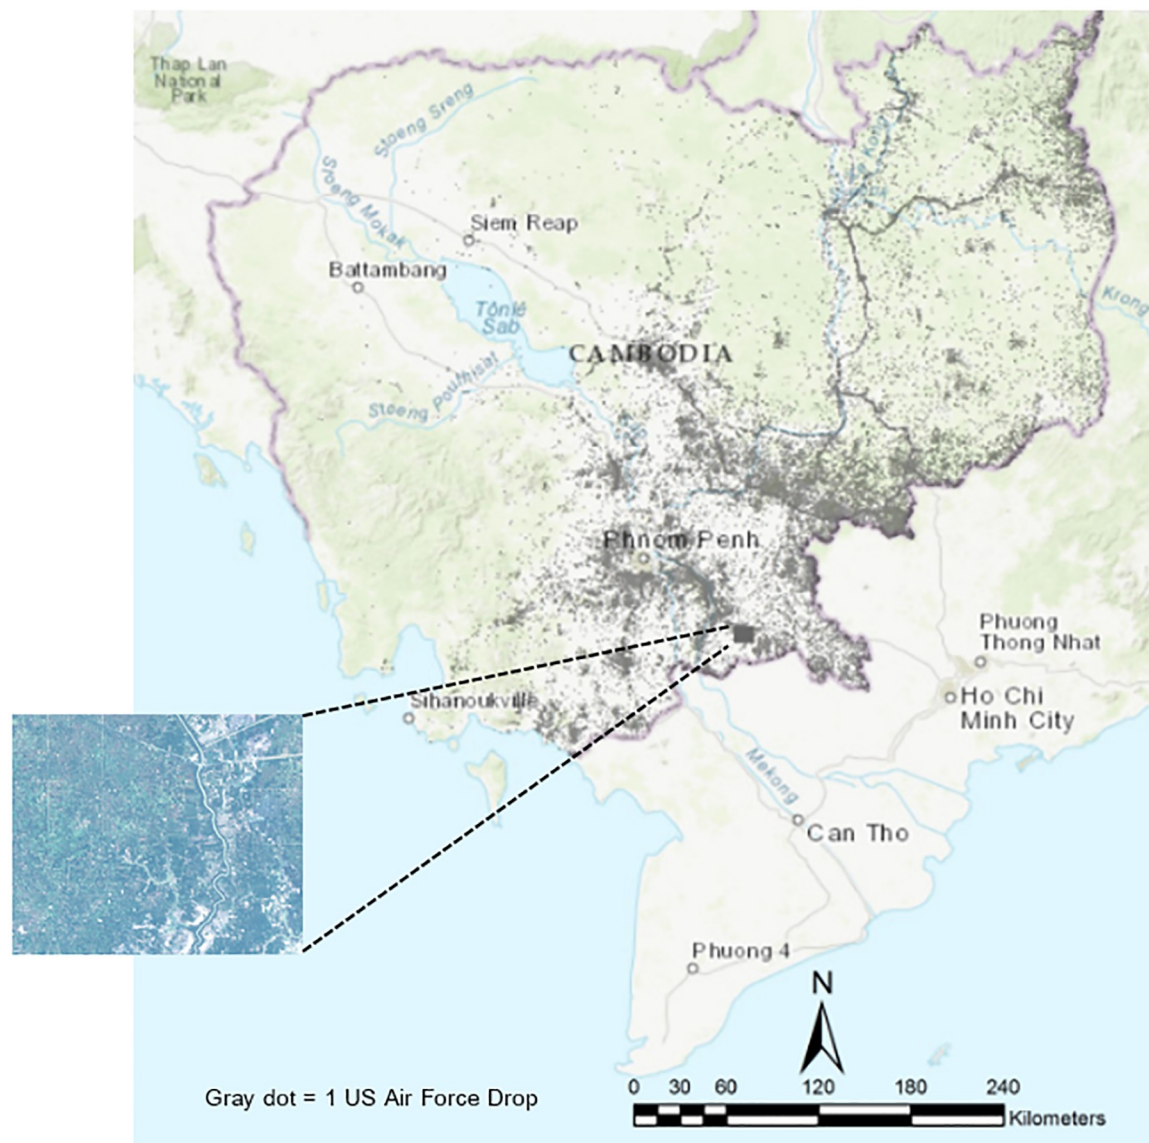 Thap Lan
National
Park
Stoeng Sreng
Sroeng Mokak
Siem Reap
Battambang
Tônlé
Sab
CAMBODIA
Stoeng Pouthisat
Krong
Phnom Penh
Phuong
Thong Nhat
Sihanoukville
Ho Chi
Minh City
Mekong
Can Tho
Phuong 4
N
Gray dot = 1 US Air Force Drop
0 30 60 120 180 240
Kilometers